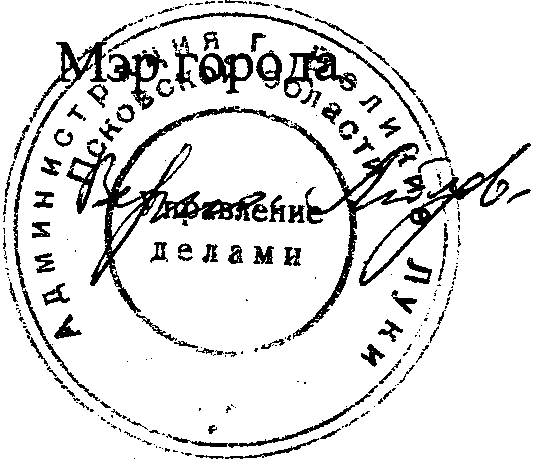 Мэр города
Администрация г. Великие Луки
Псковской области
Управление
делами